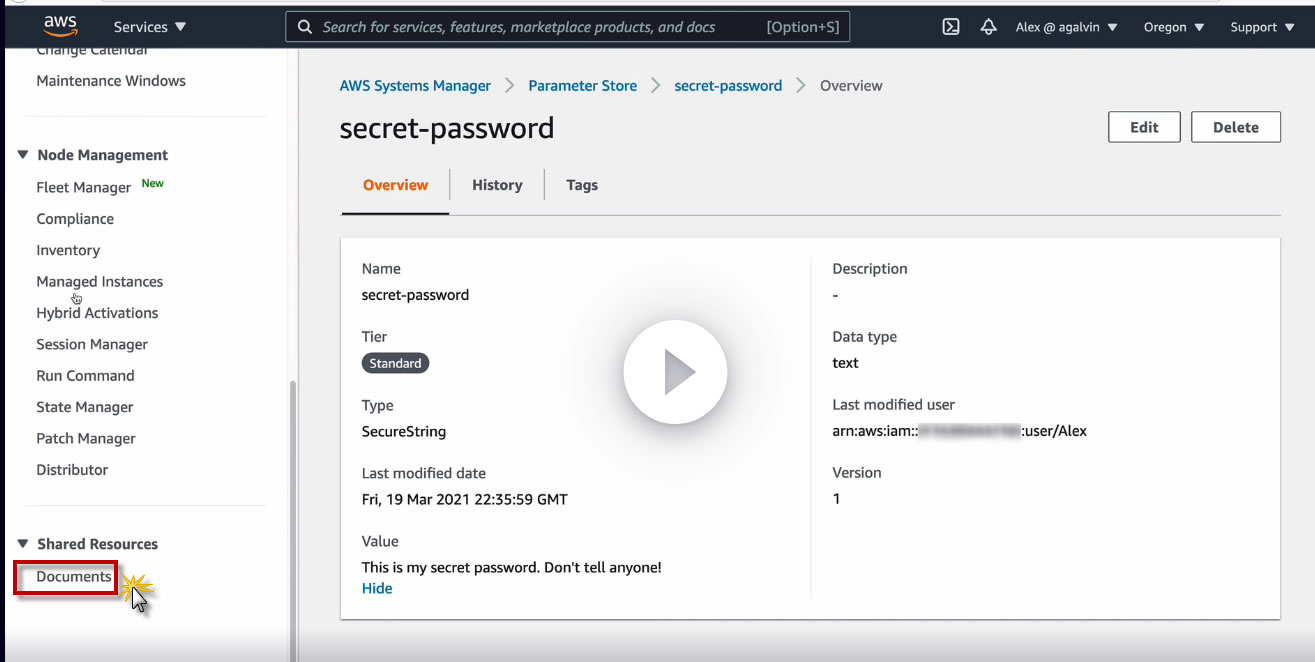 aws
Services
Search for services, features, marketplace products, and docs
[Option+S]
Alex @ agalvin
Oregon
Support
Change Calendar
Maintenance Windows
Node Management
Fleet Manager New
Compliance
Inventory
Managed Instances
Hybrid Activations
Session Manager
Run Command
State Manager
Patch Manager
Distributor
Shared Resources
Documents
AWS Systems Manager
Parameter Store
secret-password
Overview
secret-password
Edit
Delete
Overview
History
Tags
Name
secret-password
Tier
Standard
Type
SecureString
Last modified date
Fri, 19 Mar 2021 22:35:59 GMT
Value
This is my secret password. Don't tell anyone!
Hide
Description
-
Data type
text
Last modified user
arn:aws:iam:: :user/Alex
Version
1